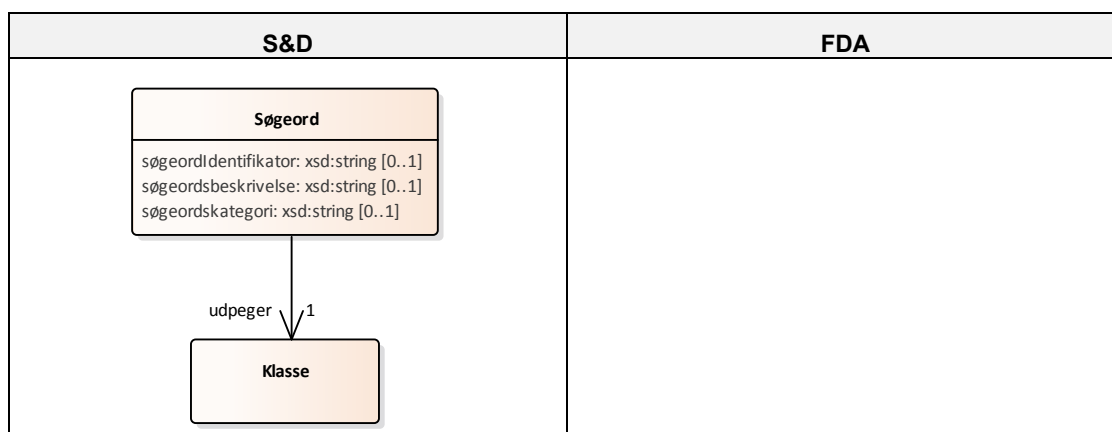 S&D
FDA
Søgeord
søgeordIdentifikator: xsd:string [0..1]
søgeordsbeskrivelse: xsd:string [0..1]
søgeordskategori: xsd:string [0..1]
udpeger
1
Klasse